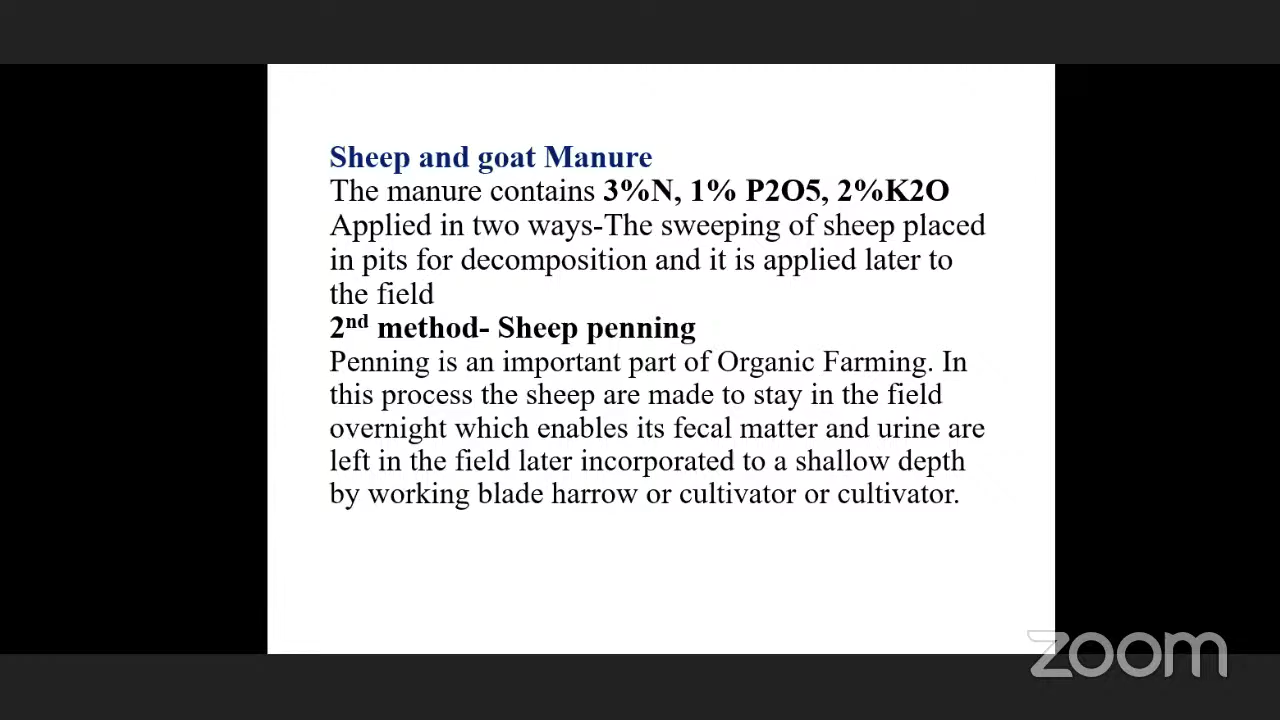 Sheep and goat Manure
The manure contains 3%N, 1% P2O5, 2%K2O
Applied in two ways-The sweeping of sheep placed
in pits for decomposition and it is applied later to
the field
2nd method- Sheep penning
Penning is an important part of Organic Farming. In
this process the sheep are made to stay in the field
overnight which enables its fecal matter and urine are
left in the field later incorporated to a shallow depth
by working blade harrow or cultivator or cultivator.
zoom